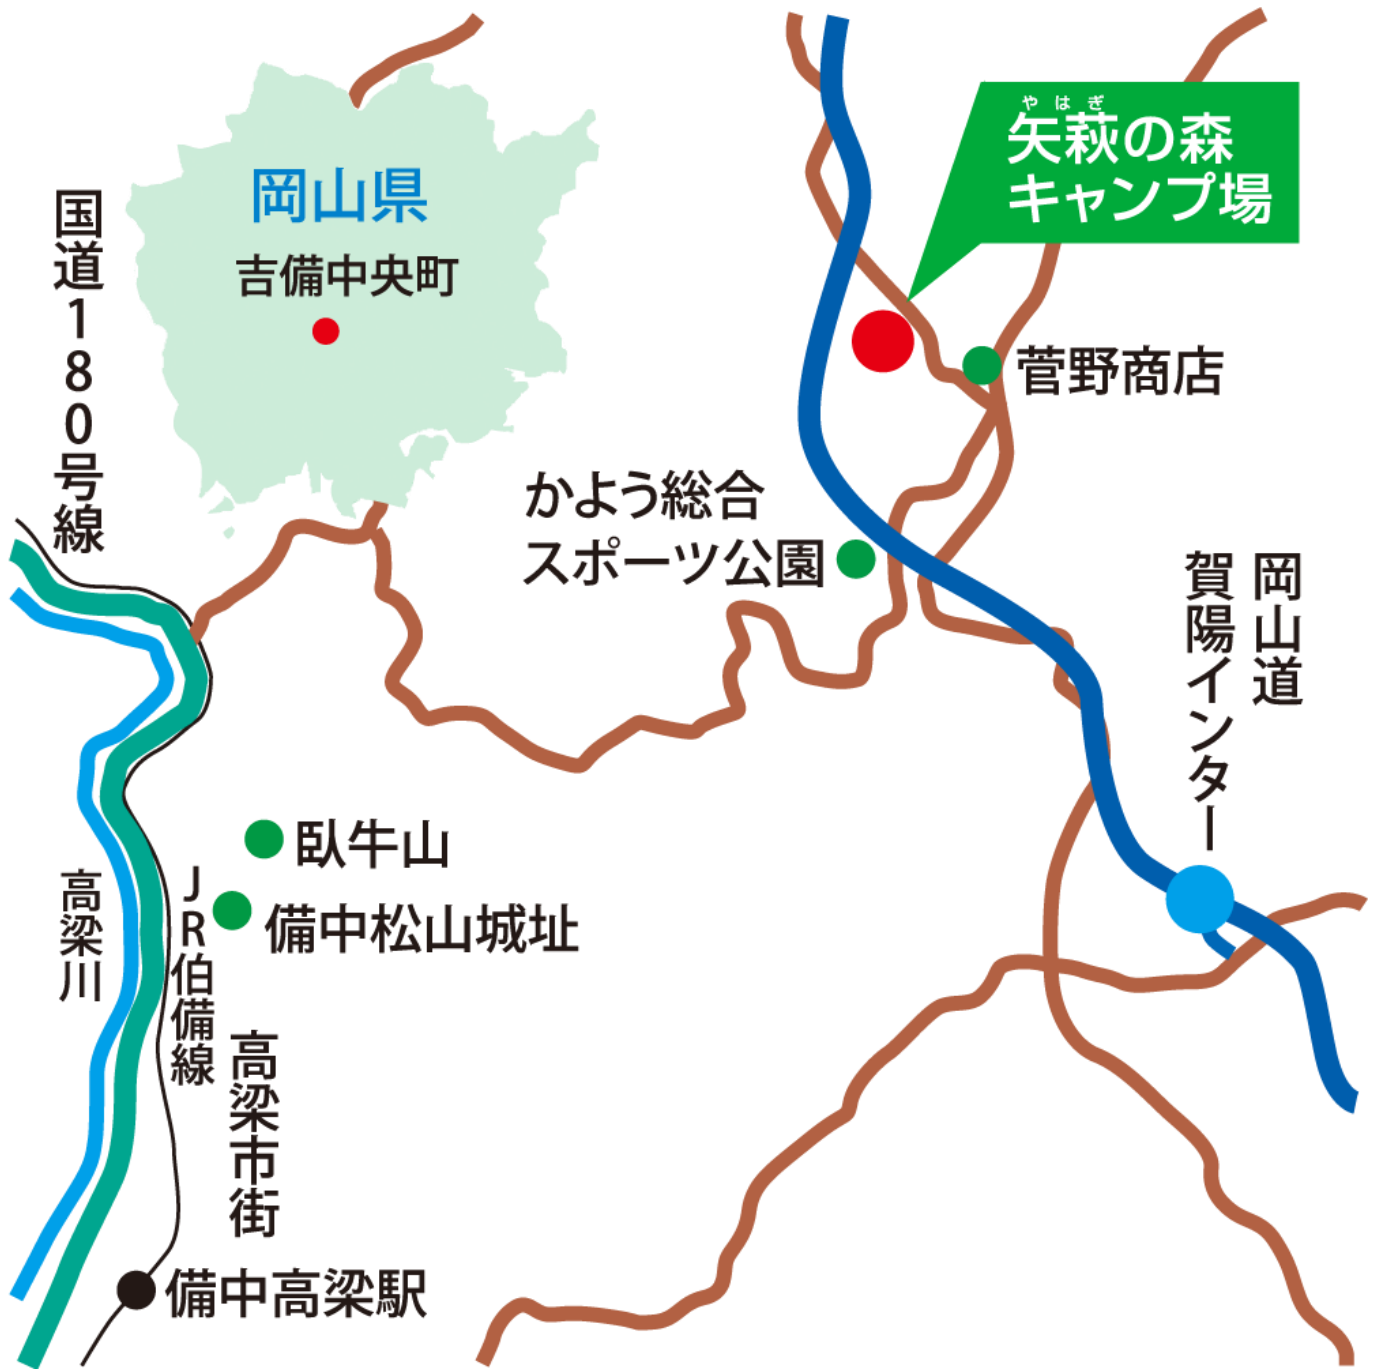 やはぎ
矢萩の森
キャンプ場
岡山県
吉備中央町
国道180号線
菅野商店
かよう総合
スポーツ公園
岡山道
賀陽インター
臥牛山
備中松山城址
高梁川
JR伯備線
高梁市街
備中高梁駅